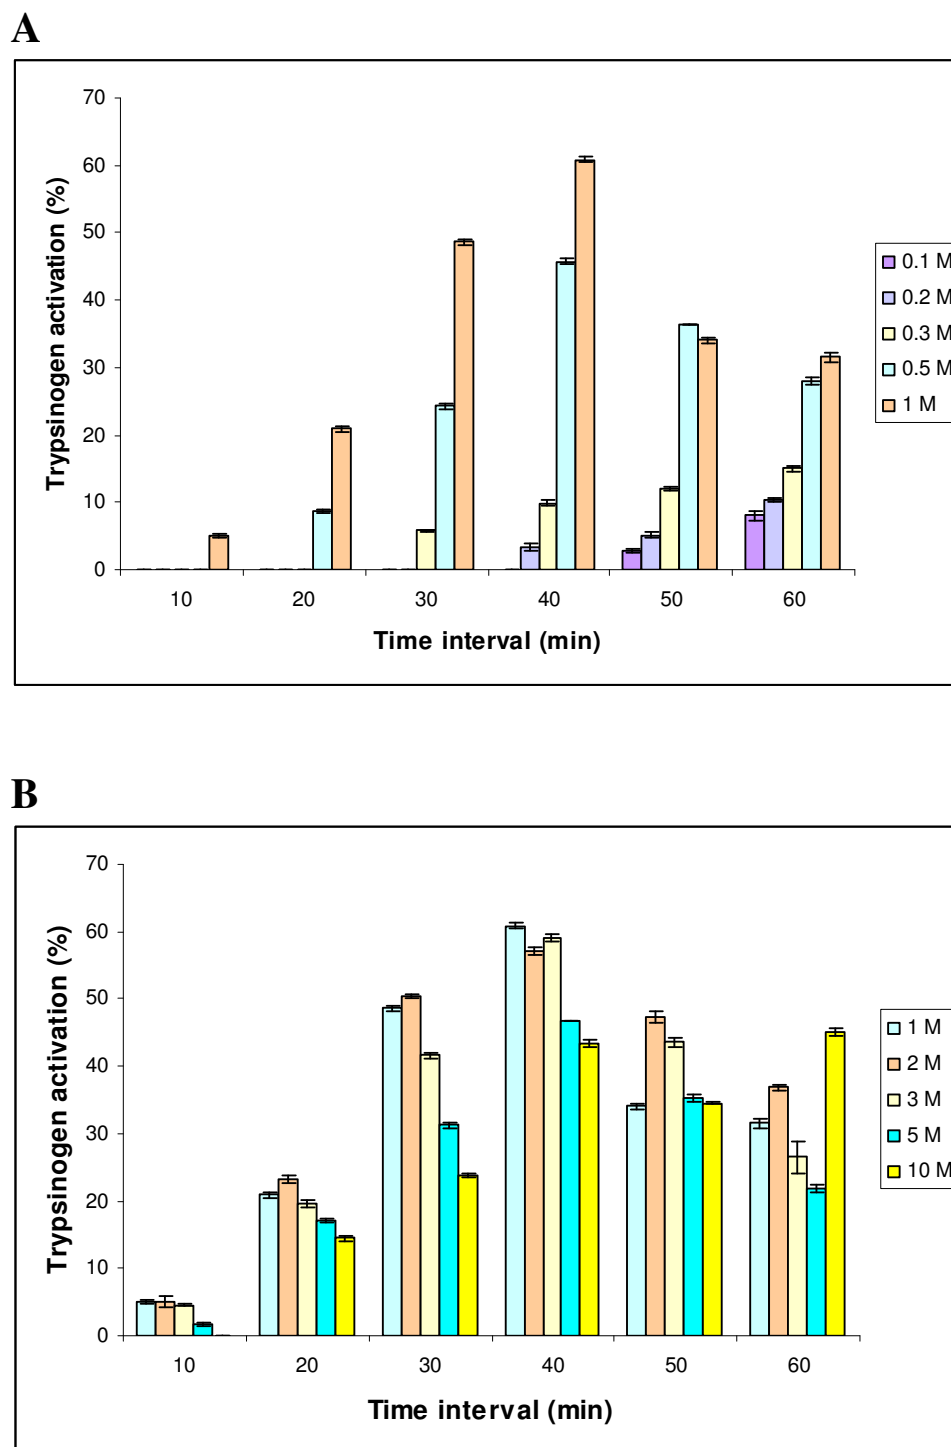 A
Trypsinogen activation (%)
70
60
50
40
30
20
10
0
10 20 30 40 50 60
Time interval (min)
0.1 M
0.2 M
0.3 M
0.5 M
1 M
B
Trypsinogen activation (%)
70
60
50
40
30
20
10
0
10 20 30 40 50 60
Time interval (min)
1 M
2 M
3 M
5 M
10 M